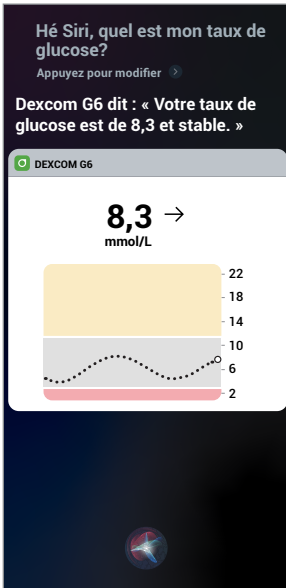 Hé Siri, quel est mon taux de
glucose?
Appuyez pour modifier
Dexcom G6 dit : « Votre taux de
glucose est de 8,3 et stable. »
DEXCOM G6
8,3
mmol/L
22
18
14
10
6
2